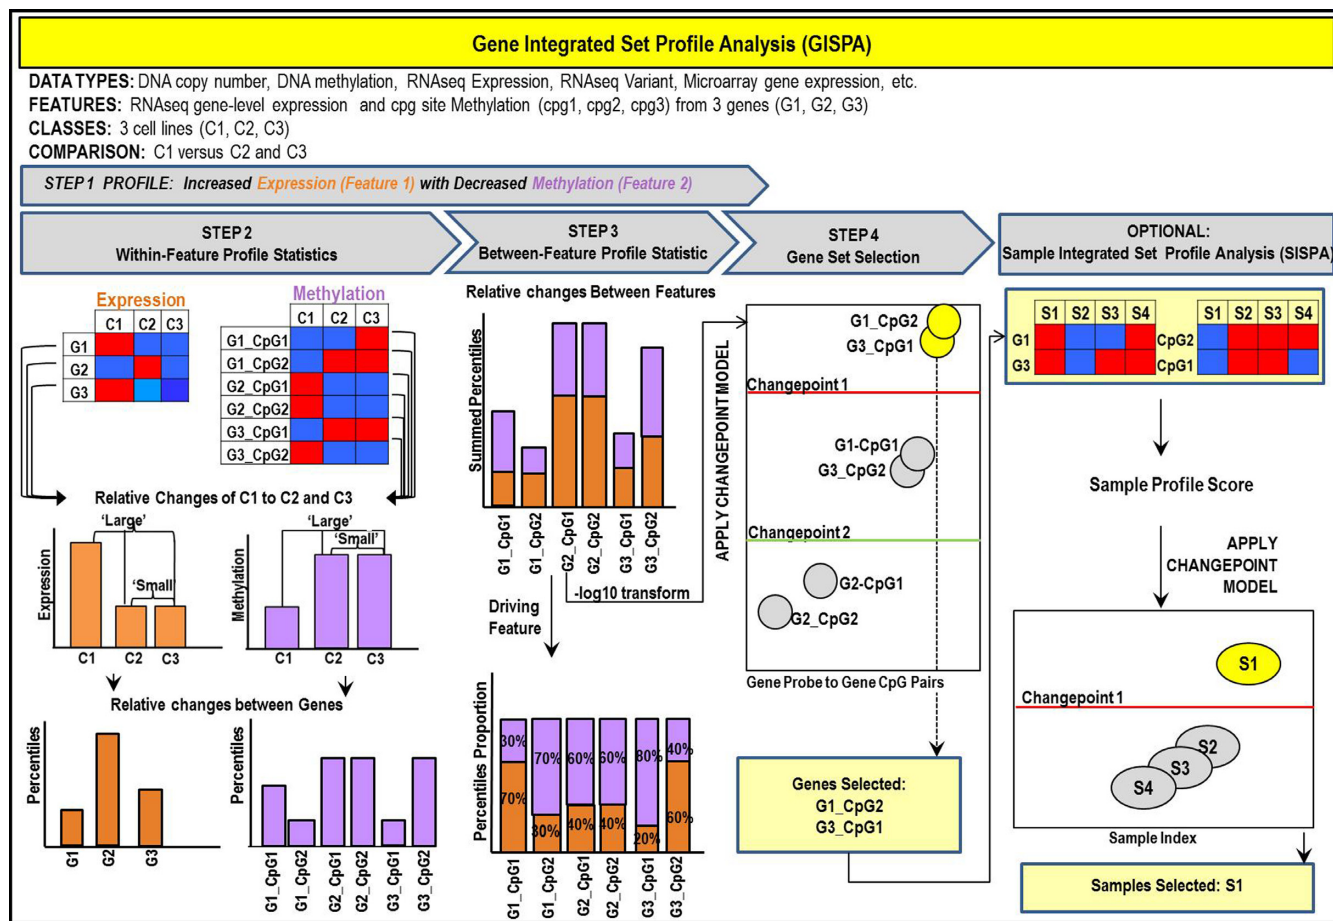 Gene Integrated Set Profile Analysis (GISPA)
DATA TYPES: DNA copy number, DNA methylation, RNAseq Expression, RNAseq Variant, Microarray gene expression, etc.
FEATURES: RNAseq gene-level expression and cpg site Methylation (cpg1, cpg2, cpg3) from 3 genes (G1, G2, G3)
CLASSES: 3 cell lines (C1, C2, C3)
COMPARISON: C1 versus C2 and C3
STEP 1 PROFILE: Increased Expression (Feature 1) with Decreased Methylation (Feature 2)
STEP 2
Within-Feature Profile Statistics
STEP 3
Between-Feature Profile Statistic
STEP 4
Gene Set Selection
OPTIONAL:
Sample Integrated Set Profile Analysis (SISPA)
Expression
C1 C2 C3
G1
G2
G3
Methylation
C1 C2 C3
G1_CpG1
G1_CpG2
G2_CpG1
G2_CpG2
G3_CpG1
G3_CpG2
Relative Changes of C1 to C2 and C3
Expression
'Large'
'Small'
C1 C2 C3
Methylation
'Large'
'Small'
C1 C2 C3
Relative changes between Genes
Percentiles
G1 G2 G3
Percentiles
G1_CpG1
G1_CpG2
G2_CpG1
G2_CpG2
G3_CpG1
G3_CpG2
Relative changes Between Features
Summed Percentiles
G1_CpG1
G1_CpG2
G2_CpG1
G2_CpG2
G3_CpG1
G3_CpG2
-log10 transform
Driving
Feature
Percentiles Proportion
30% 70% 60% 60% 80% 40%
70% 30% 40% 40% 20% 60%
G1_CpG1
G1_CpG2
G2_CpG1
G2_CpG2
G3_CpG1
G3_CpG2
APPLY CHANGEPOINT MODEL
G1_CpG2
G3_CpG1
Changepoint 1
G1-CpG1
G3_CpG2
Changepoint 2
G2-CpG1
G2_CpG2
Gene Probe to Gene CpG Pairs
Genes Selected:
G1_CpG2
G3_CpG1
S1 S2 S3 S4
G1
G3
S1 S2 S3 S4
CpG2
CpG1
Sample Profile Score
APPLY
CHANGEPOINT
MODEL
S1
Changepoint 1
S2
S3
S4
Sample Index
Samples Selected: S1